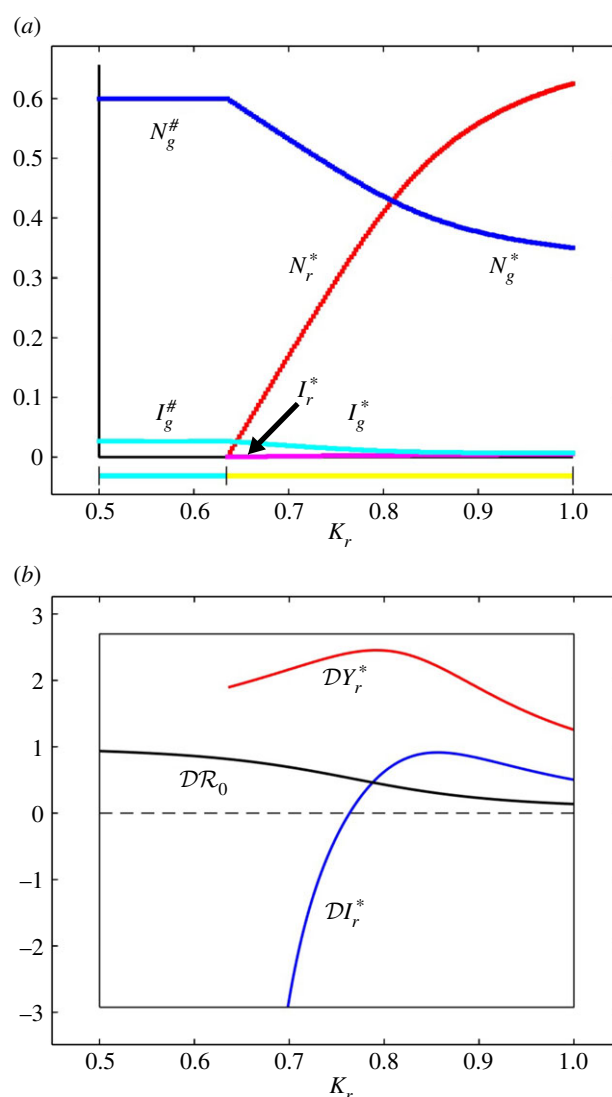 (a)
0.6
0.5
0.4
0.3
0.2
0.1
0
N_g^#
N_r^*
N_g^*
I_g^#
I_r^*
I_g^*
0.5 0.6 0.7 0.8 0.9 1.0
K_r
(b)
3
2
1
0
–1
–2
–3
𝒟Y_r^*
𝒟ℛ_0
𝒟I_r^*
0.5 0.6 0.7 0.8 0.9 1.0
K_r